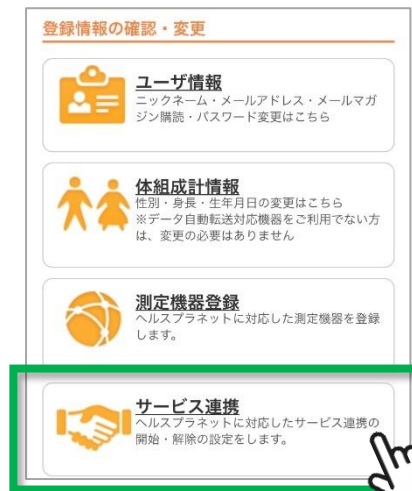 登録情報の確認・変更
ユーザ情報
ニックネーム・メールアドレス・メールマガ
ジン購読・パスワード変更はこちら
体組成計情報
性別・身長・生年月日の変更はこちら
※データ自動転送対応機器をご利用でない方
は、変更の必要はありません
測定機器登録
ヘルスプラネットに対応した測定機器を登録
します。
サービス連携
ヘルスプラネットに対応したサービス連携の
開始・解除の設定をします。